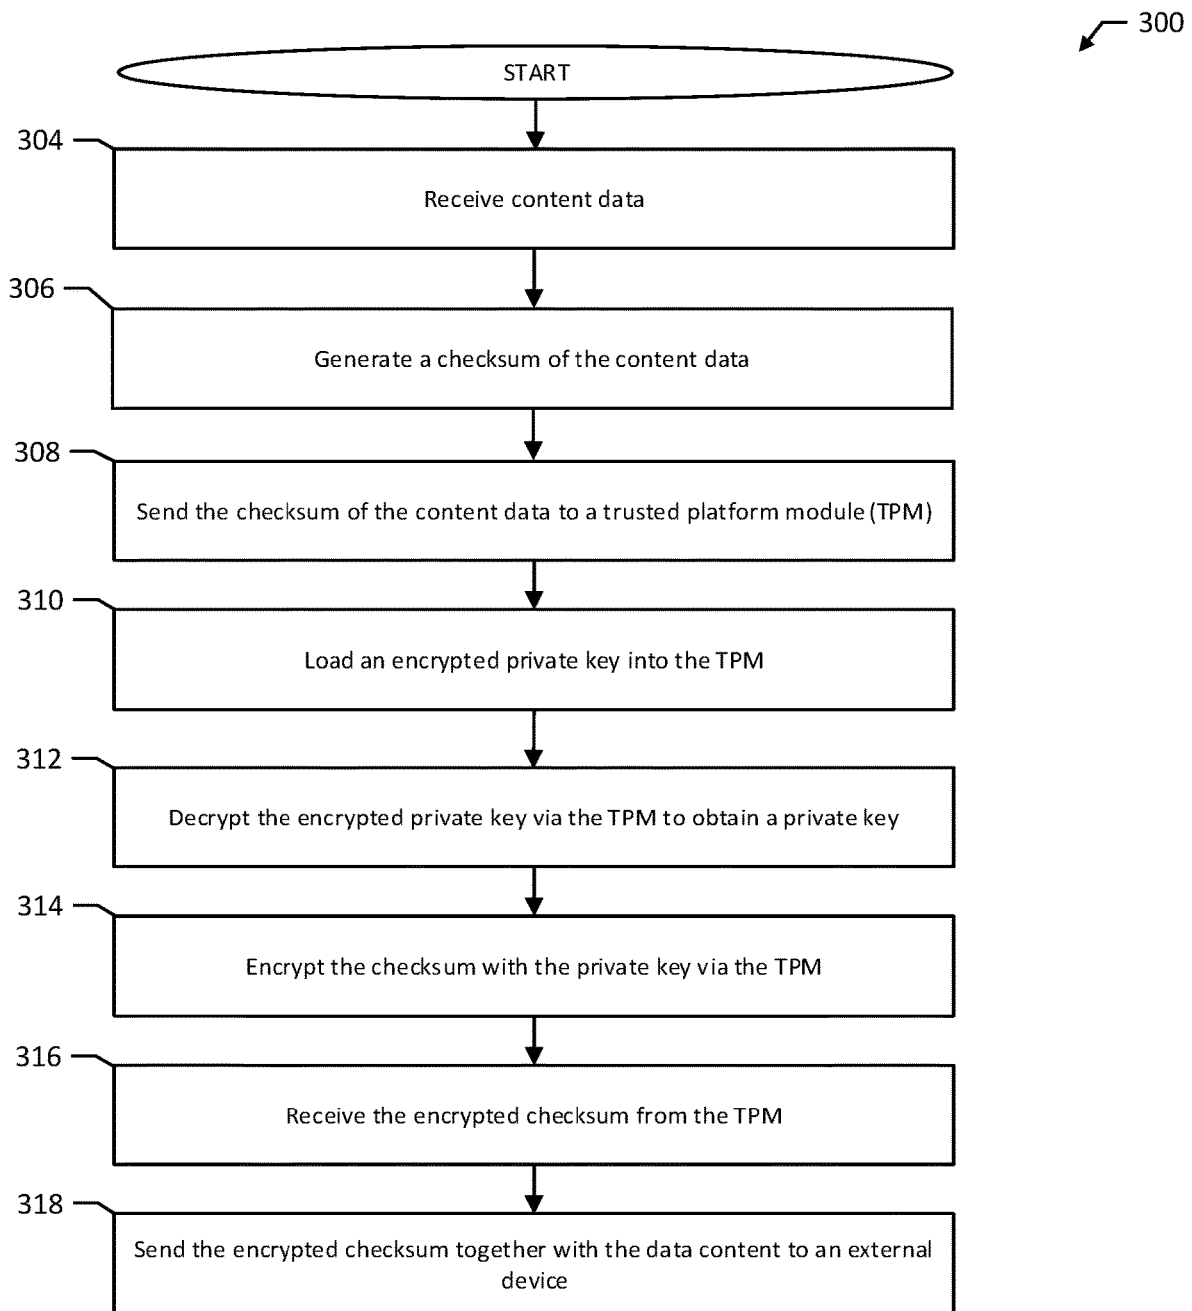 300
START
304
Receive content data
306
Generate a checksum of the content data
308
Send the checksum of the content data to a trusted platform module (TPM)
310
Load an encrypted private key into the TPM
312
Decrypt the encrypted private key via the TPM to obtain a private key
314
Encrypt the checksum with the private key via the TPM
316
Receive the encrypted checksum from the TPM
318
Send the encrypted checksum together with the data content to an external
device